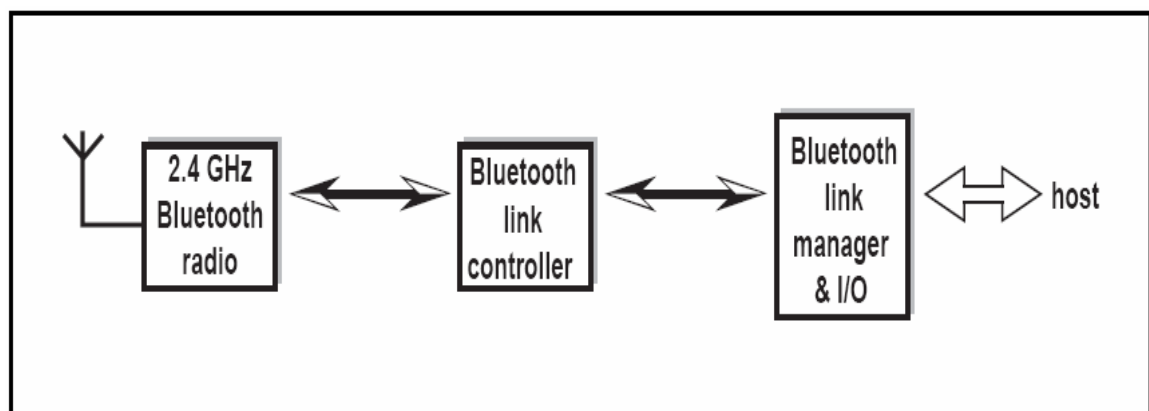 2.4 GHz
Bluetooth
radio
Bluetooth
link
controller
Bluetooth
link
manager
& I/O
host